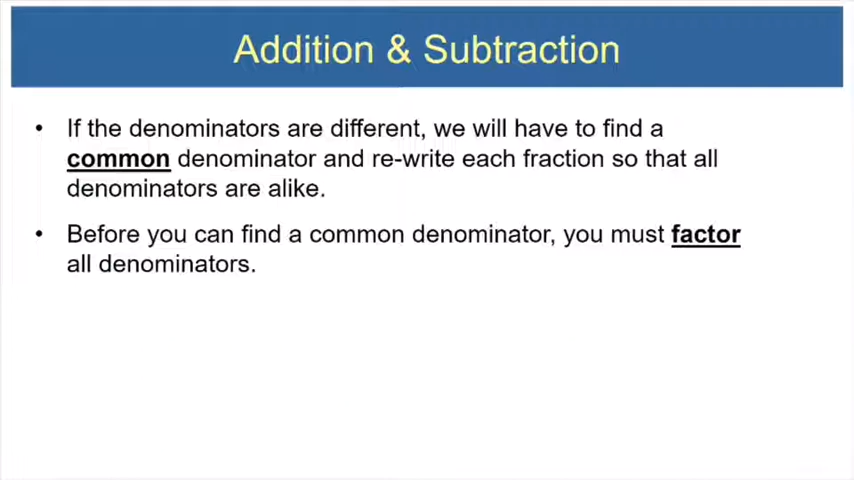 Addition & Subtraction
• If the denominators are different, we will have to find a
common denominator and re-write each fraction so that all
denominators are alike.
• Before you can find a common denominator, you must factor
all denominators.